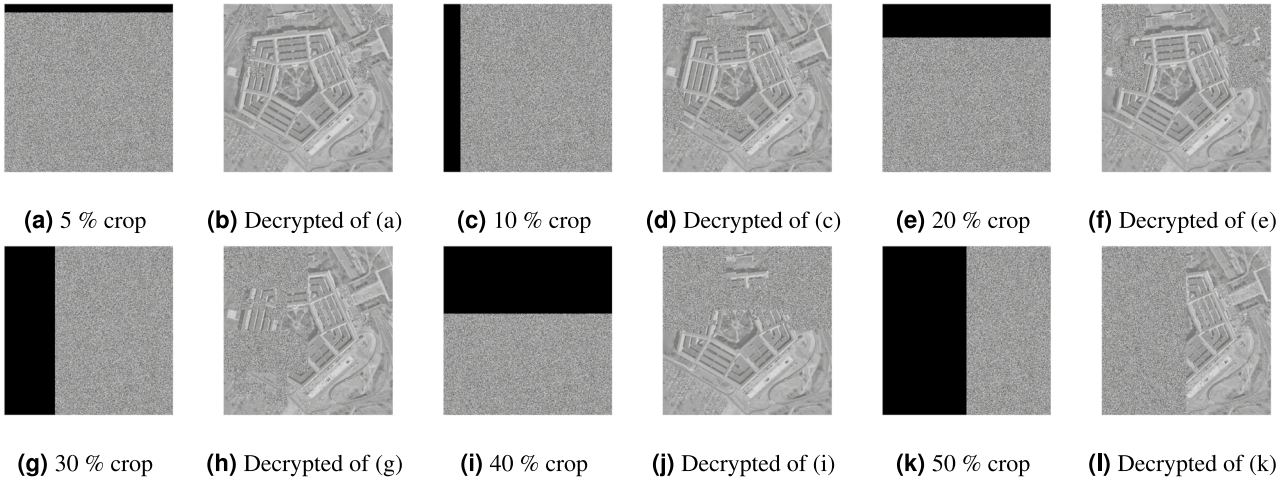 (a) 5 % crop
(b) Decrypted of (a)
(c) 10 % crop
(d) Decrypted of (c)
(e) 20 % crop
(f) Decrypted of (e)
(g) 30 % crop
(h) Decrypted of (g)
(i) 40 % crop
(j) Decrypted of (i)
(k) 50 % crop
(l) Decrypted of (k)